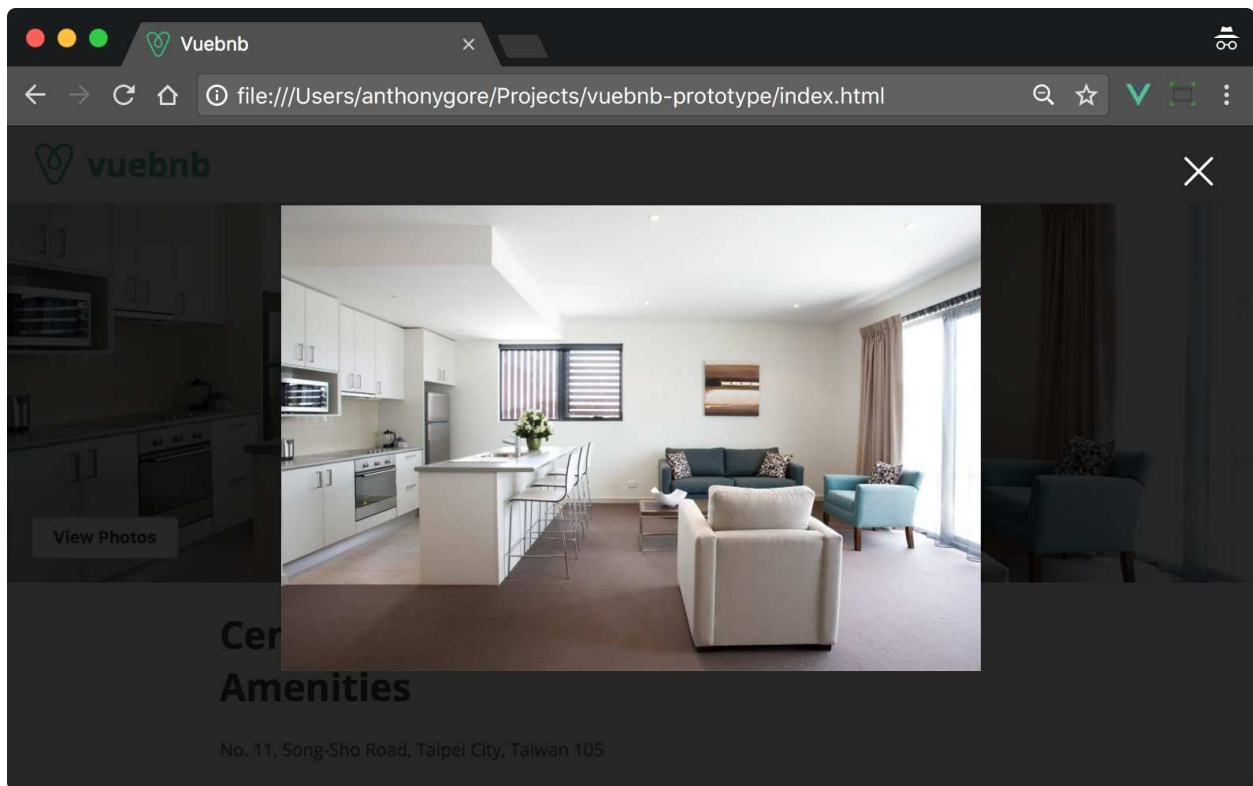 Vuebnb
file:///Users/anthonygore/Projects/vuebnb-prototype/index.html
vuebnb
View Photos
Cen
Amenities
No. 11, Song-Sho Road, Taipei City, Taiwan 105